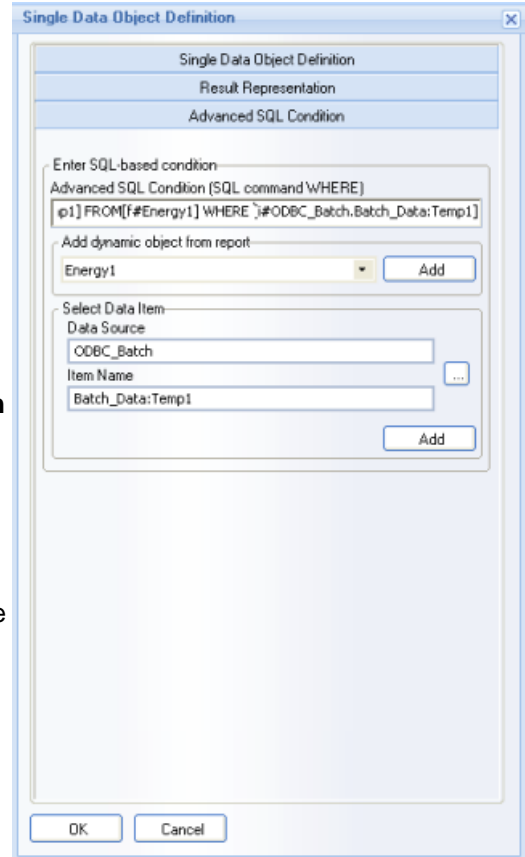 Single Data Object Definition
Single Data Object Definition
Result Representation
Advanced SQL Condition
Enter SQL-based condition
Advanced SQL Condition (SQL command WHERE)
p1] FROM[f#Energy1] WHERE `}#ODBC_Batch.Batch_Data:Temp1]
Add dynamic object from report
Energy1
Add
Select Data Item
Data Source
ODBC_Batch
Item Name
...
Batch_Data:Temp1
n
Add
e
OK Cancel